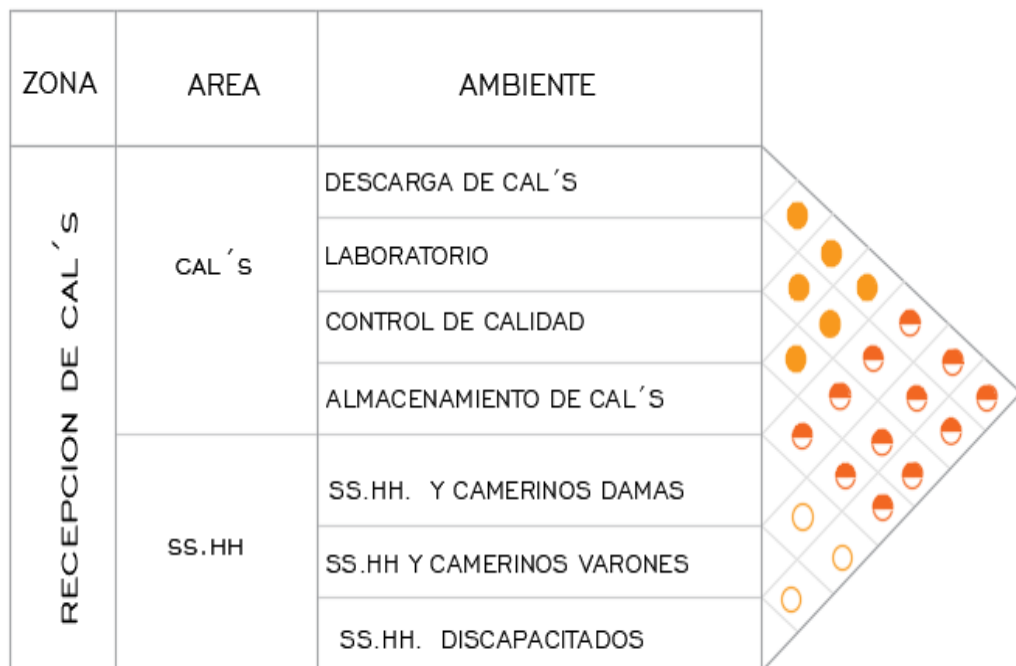 ZONA AREA AMBIENTE
RECEPCION DE CAL´S
CAL´S
DESCARGA DE CAL´S
LABORATORIO
CONTROL DE CALIDAD
ALMACENAMIENTO DE CAL´S
SS.HH
SS.HH. Y CAMERINOS DAMAS
SS.HH Y CAMERINOS VARONES
SS.HH. DISCAPACITADOS